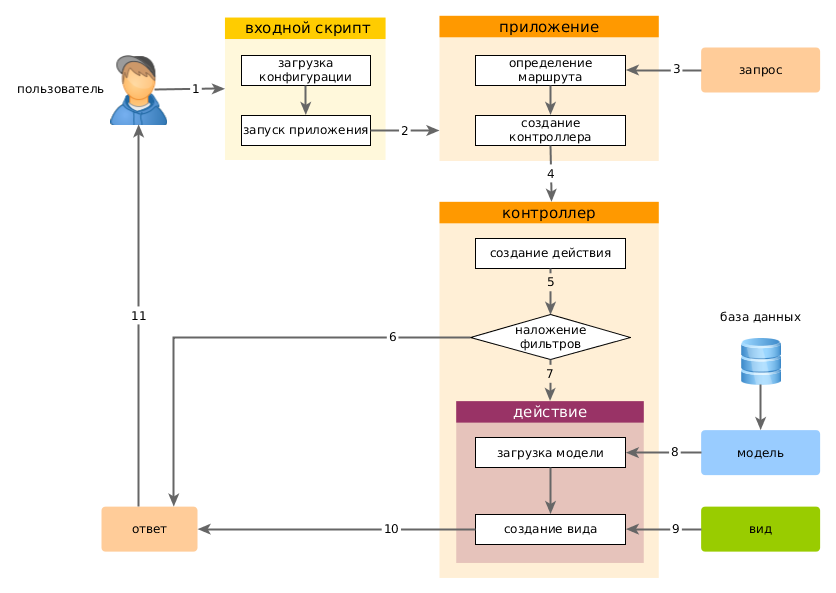 входной скрипт
приложение
пользователь
1
загрузка
конфигурации
запуск приложения
2
определение
маршрута
3
запрос
создание
контроллера
4
контроллер
создание действия
5
наложение
фильтров
6
7
11
база данных
действие
загрузка модели
8
модель
ответ
10
создание вида
9
вид